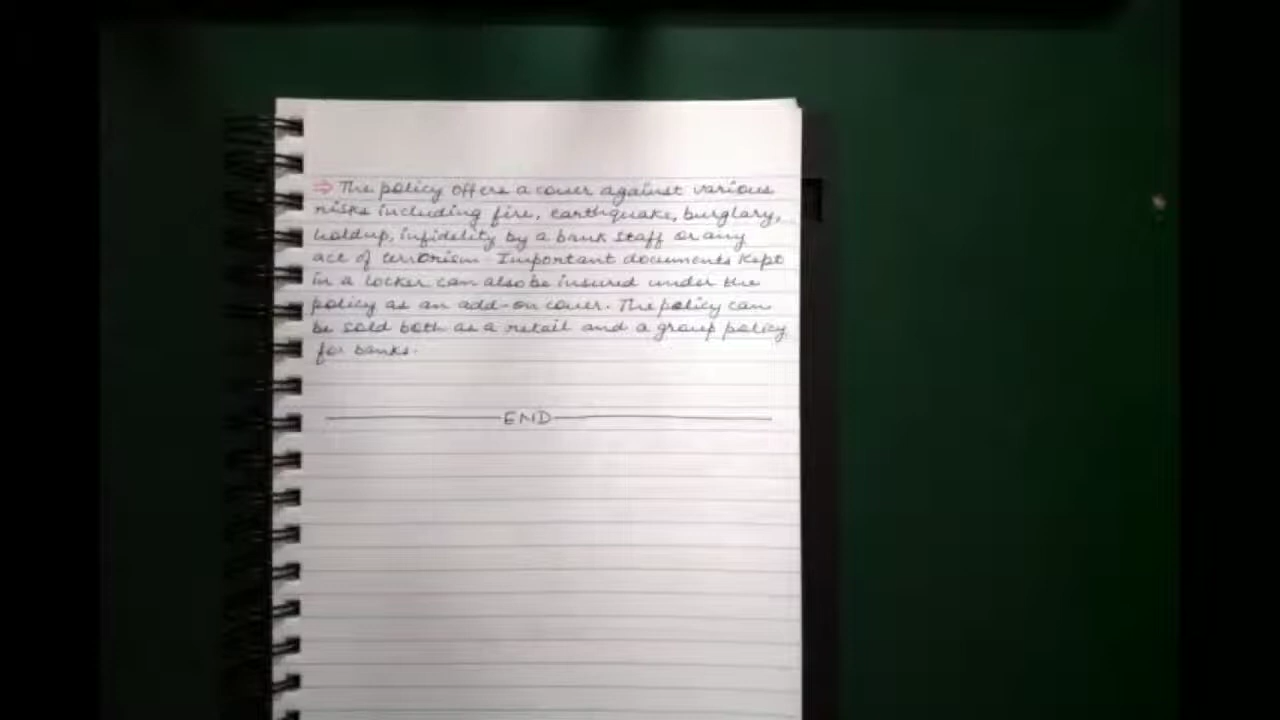 ⇒ The policy offers a cover against various
risks including fire, earthquake, burglary,
holdup, infidelity by a bank staff or any
act of terrorism. Important documents kept
in a locker can also be insured under the
policy as an add-on cover. The policy can
be sold both as a retail and a group policy
for banks.
END